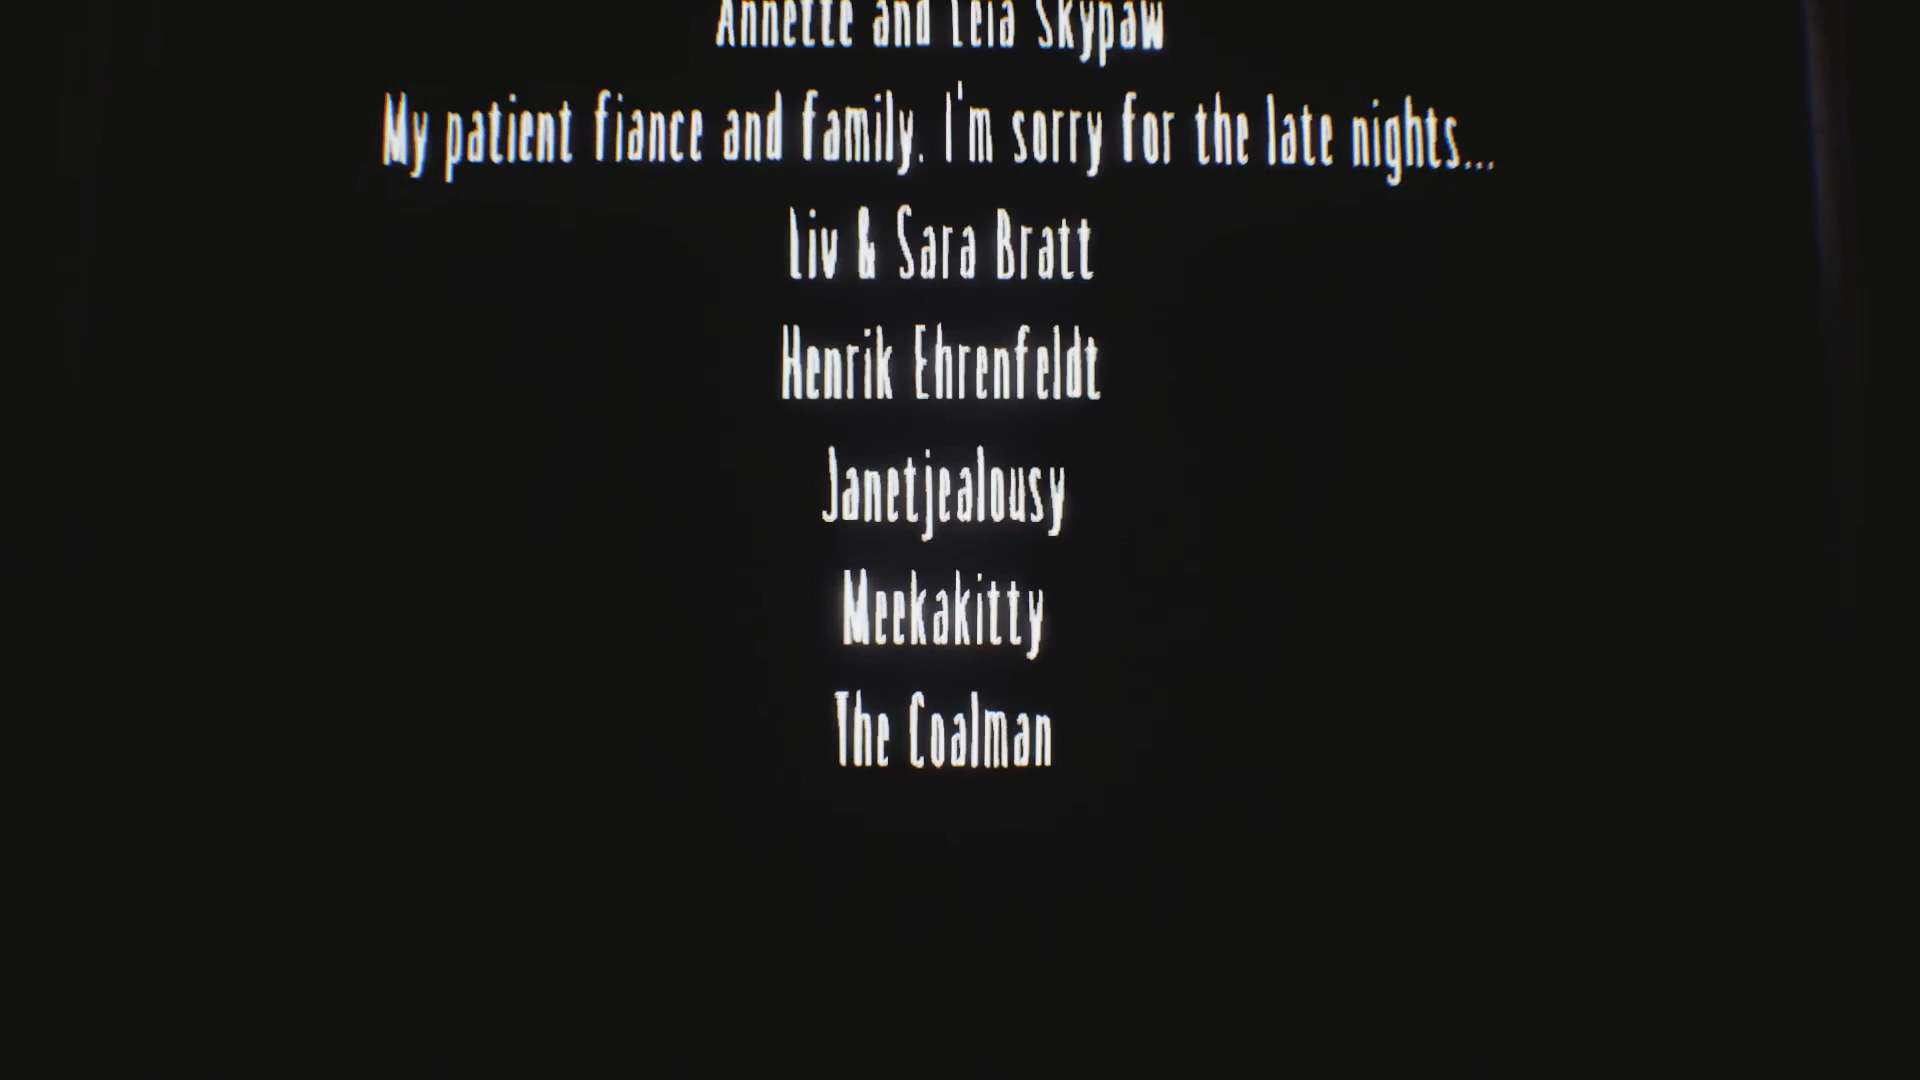 Annette and Leia Skypaw
My patient fiance and family. I'm sorry for the late nights...
Liv & Sara Bratt
Henrik Ehrenfeldt
Janetjealousy
Meekakitty
The Coalman